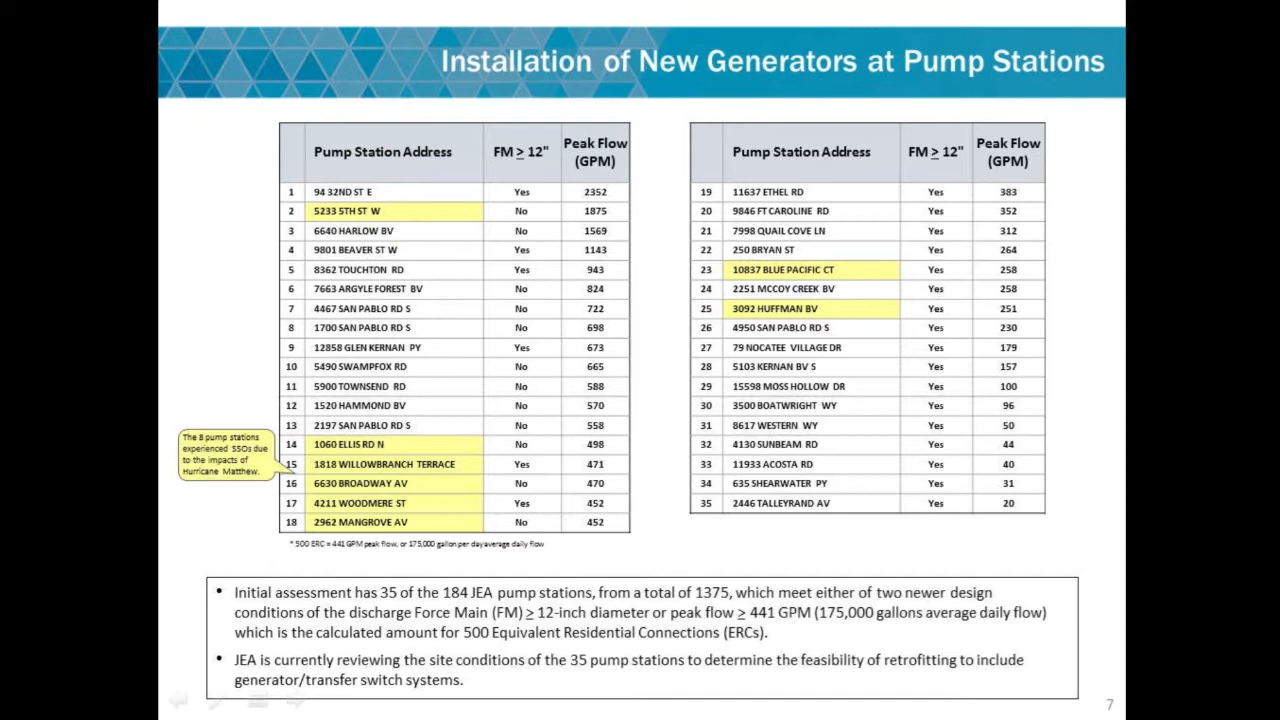 Installation of New Generators at Pump Stations
Pump Station Address FM ≥ 12" Peak Flow (GPM)
1 94 32ND ST E Yes 2352
2 5233 5TH ST W No 1875
3 6640 HARLOW BV No 1569
4 9801 BEAVER ST W Yes 1143
5 8362 TOUCHTON RD Yes 943
6 7663 ARGYLE FOREST BV No 824
7 4467 SAN PABLO RD S No 722
8 1700 SAN PABLO RD S No 698
9 12858 GLEN KERNAN PY Yes 673
10 5490 SWAMPFOX RD No 665
11 5900 TOWNSEND RD No 588
12 1520 HAMMOND BV No 570
13 2197 SAN PABLO RD S No 558
14 1060 ELLIS RD N No 498
15 1818 WILLOWBRANCH TERRACE Yes 471
16 6630 BROADWAY AV No 470
17 4211 WOODMERE ST Yes 452
18 2962 MANGROVE AV No 452
The 8 pump stations
experienced SSOs due
to the impacts of
Hurricane Matthew.
* 500 ERC = 441 GPM peak flow, or 175,000 gallon per day average daily flow
Pump Station Address FM ≥ 12" Peak Flow (GPM)
19 11637 ETHEL RD Yes 383
20 9846 FT CAROLINE RD Yes 352
21 7998 QUAIL COVE LN Yes 312
22 250 BRYAN ST Yes 264
23 10837 BLUE PACIFIC CT Yes 258
24 2251 MCCOY CREEK BV Yes 258
25 3092 HUFFMAN BV Yes 251
26 4950 SAN PABLO RD S Yes 230
27 79 NOCATEE VILLAGE DR Yes 179
28 5103 KERNAN BV S Yes 157
29 15598 MOSS HOLLOW DR Yes 100
30 3500 BOATWRIGHT WY Yes 96
31 8617 WESTERN WY Yes 50
32 4130 SUNBEAM RD Yes 44
33 11933 ACOSTA RD Yes 40
34 635 SHEARWATER PY Yes 31
35 2446 TALLEYRAND AV Yes 20
• Initial assessment has 35 of the 184 JEA pump stations, from a total of 1375, which meet either of two newer design
conditions of the discharge Force Main (FM) ≥ 12-inch diameter or peak flow ≥ 441 GPM (175,000 gallons average daily flow)
which is the calculated amount for 500 Equivalent Residential Connections (ERCs).
• JEA is currently reviewing the site conditions of the 35 pump stations to determine the feasibility of retrofitting to include
generator/transfer switch systems.
7